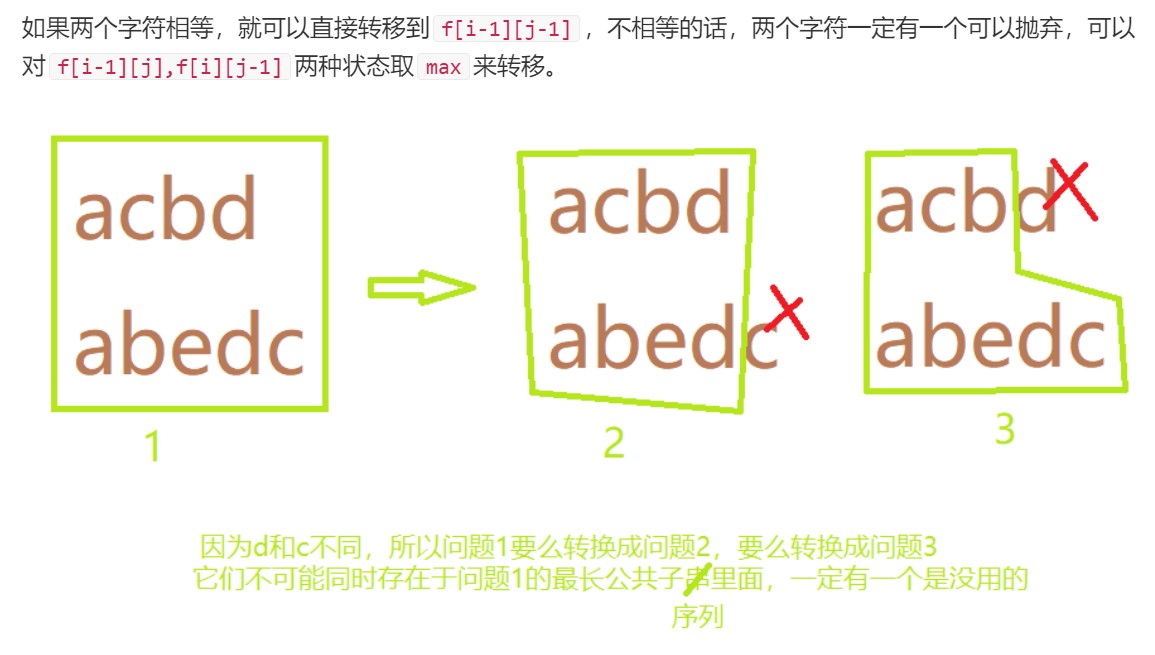 如果两个字符相等，就可以直接转移到 f[i-1][j-1] ，不相等的话，两个字符一定有一个可以抛弃，可以
对 f[i-1][j],f[i][j-1] 两种状态取 max 来转移。
acbd
acbd
acbd
abedc
abedc
abedc
1
2
3
因为d和c不同，所以问题1要么转换成问题2，要么转换成问题3
它们不可能同时存在于问题1的最长公共子串里面，一定有一个是没用的
序列